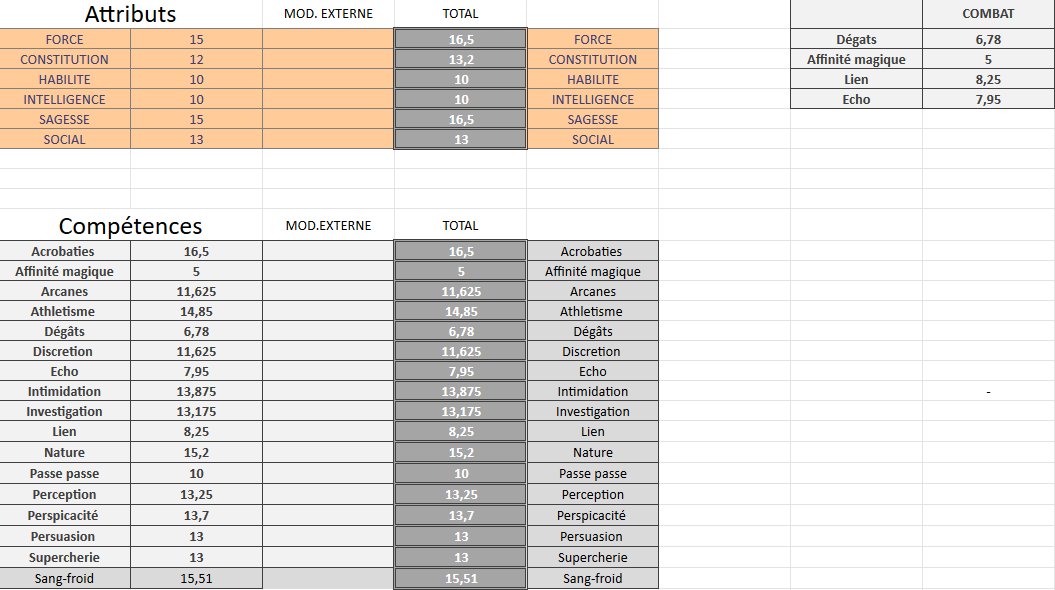 Attributs MOD. EXTERNE TOTAL COMBAT
FORCE 15 16,5 FORCE Dégats 6,78
CONSTITUTION 12 13,2 CONSTITUTION Affinité magique 5
HABILITE 10 10 HABILITE Lien 8,25
INTELLIGENCE 10 10 INTELLIGENCE Echo 7,95
SAGESSE 15 16,5 SAGESSE
SOCIAL 13 13 SOCIAL
Compétences MOD.EXTERNE TOTAL
Acrobaties 16,5 16,5 Acrobaties
Affinité magique 5 5 Affinité magique
Arcanes 11,625 11,625 Arcanes
Athletisme 14,85 14,85 Athletisme
Dégâts 6,78 6,78 Dégâts
Discretion 11,625 11,625 Discretion
Echo 7,95 7,95 Echo
Intimidation 13,875 13,875 Intimidation -
Investigation 13,175 13,175 Investigation
Lien 8,25 8,25 Lien
Nature 15,2 15,2 Nature
Passe passe 10 10 Passe passe
Perception 13,25 13,25 Perception
Perspicacité 13,7 13,7 Perspicacité
Persuasion 13 13 Persuasion
Supercherie 13 13 Supercherie
Sang-froid 15,51 15,51 Sang-froid